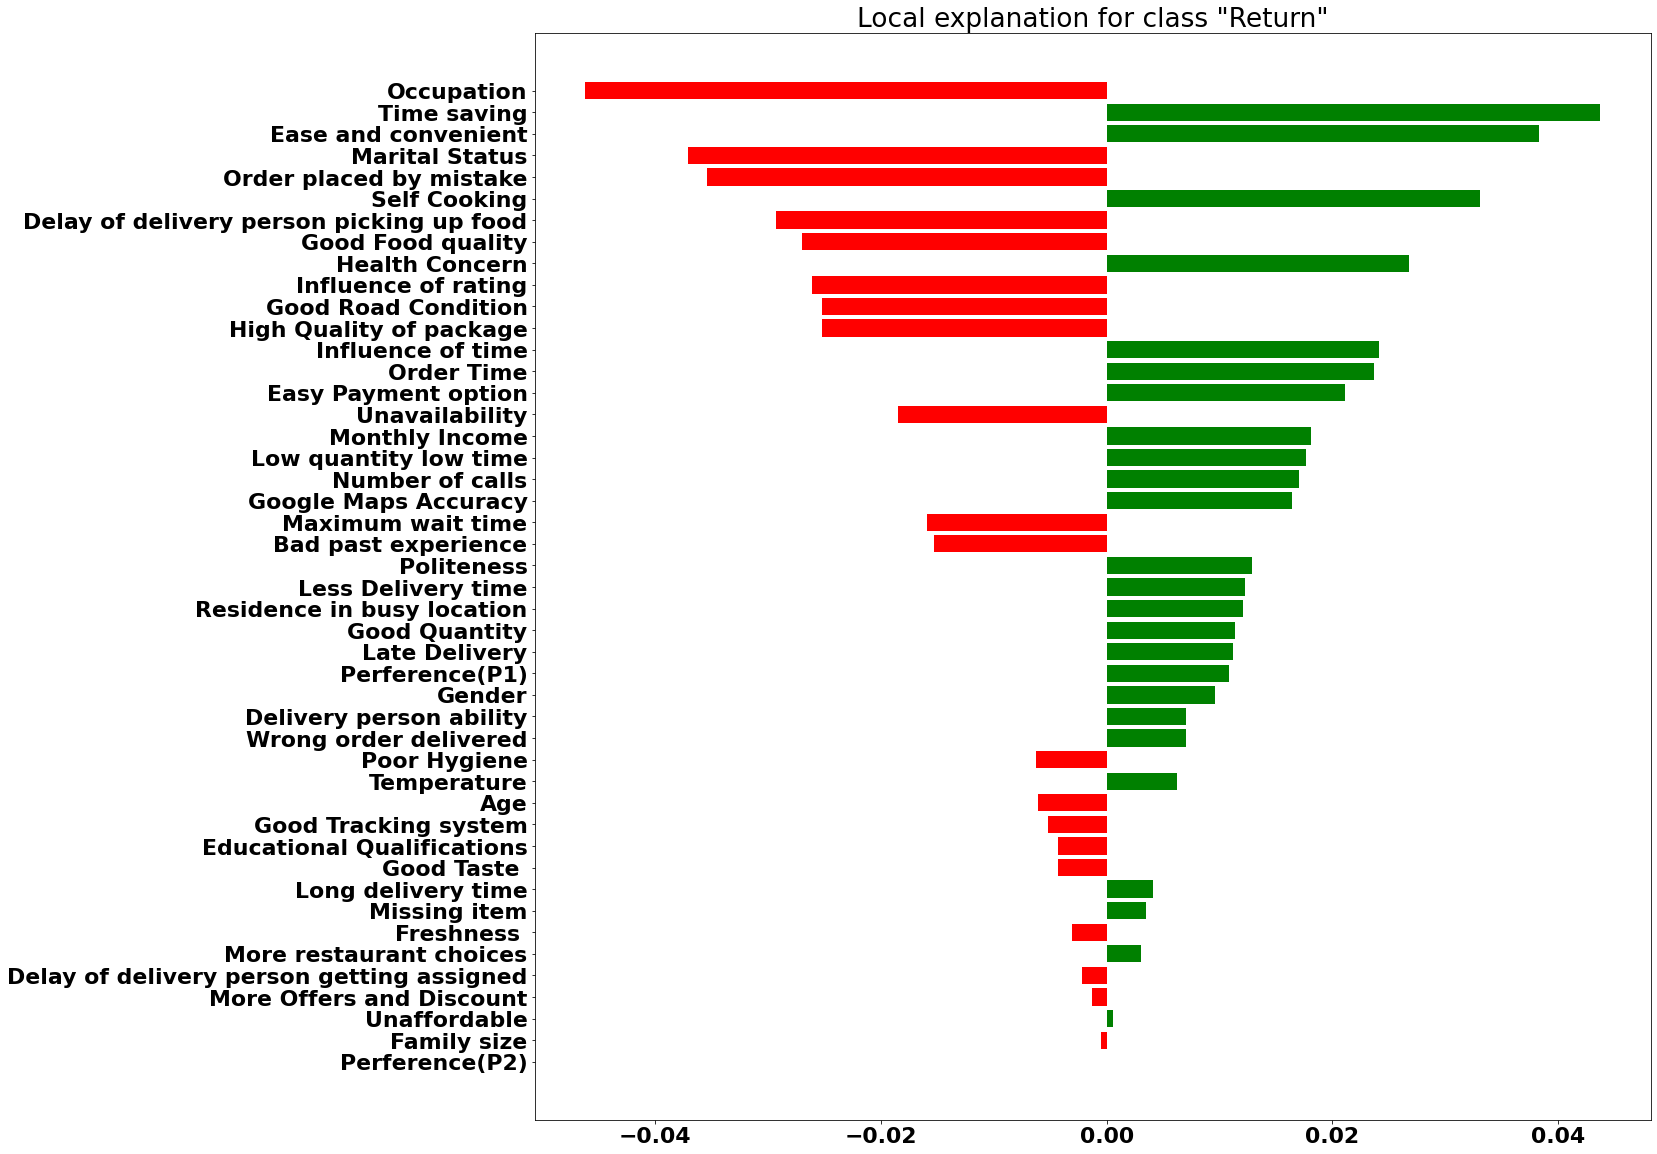 Local explanation for class "Return"
Occupation
Time saving
Ease and convenient
Marital Status
Order placed by mistake
Self Cooking
Delay of delivery person picking up food
Good Food quality
Health Concern
Influence of rating
Good Road Condition
High Quality of package
Influence of time
Order Time
Easy Payment option
Unavailability
Monthly Income
Low quantity low time
Number of calls
Google Maps Accuracy
Maximum wait time
Bad past experience
Politeness
Less Delivery time
Residence in busy location
Good Quantity
Late Delivery
Perference(P1)
Gender
Delivery person ability
Wrong order delivered
Poor Hygiene
Temperature
Age
Good Tracking system
Educational Qualifications
Good Taste
Long delivery time
Missing item
Freshness
More restaurant choices
Delay of delivery person getting assigned
More Offers and Discount
Unaffordable
Family size
Perference(P2)
−0.04 −0.02 0.00 0.02 0.04